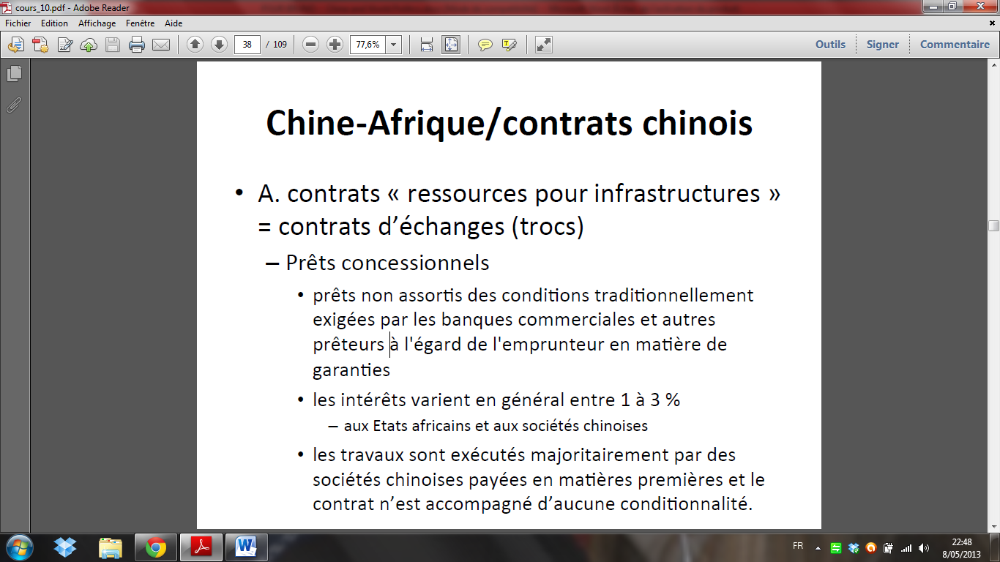 cours_10.pdf - Adobe Reader
Fichier Edition Affichage Fenêtre Aide
38 / 109 77,6% Outils Signer Commentaire
Chine-Afrique/contrats chinois
• A. contrats « ressources pour infrastructures »
= contrats d’échanges (trocs)
– Prêts concessionnels
• prêts non assortis des conditions traditionnellement
exigées par les banques commerciales et autres
prêteurs à l'égard de l'emprunteur en matière de
garanties
• les intérêts varient en général entre 1 à 3 %
– aux Etats africains et aux sociétés chinoises
• les travaux sont exécutés majoritairement par des
sociétés chinoises payées en matières premières et le
contrat n’est accompagné d’aucune conditionnalité.
FR 22:48
8/05/2013